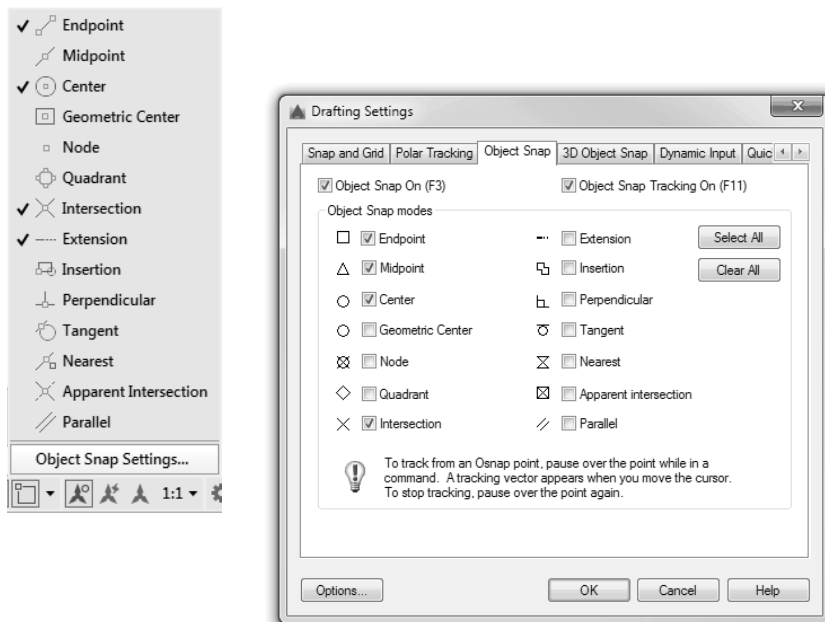 Endpoint
Midpoint
Center
Geometric Center
Node
Quadrant
Intersection
Extension
Insertion
Perpendicular
Tangent
Nearest
Apparent Intersection
Parallel
Object Snap Settings...
1:1
Drafting Settings
Snap and Grid Polar Tracking Object Snap 3D Object Snap Dynamic Input Quic
Object Snap On (F3) Object Snap Tracking On (F11)
Object Snap modes
Endpoint Extension Select All
Midpoint Insertion Clear All
Center Perpendicular
Geometric Center Tangent
Node Nearest
Quadrant Apparent intersection
Intersection Parallel
To track from an Osnap point, pause over the point while in a
command. A tracking vector appears when you move the cursor.
To stop tracking, pause over the point again.
Options... OK Cancel Help